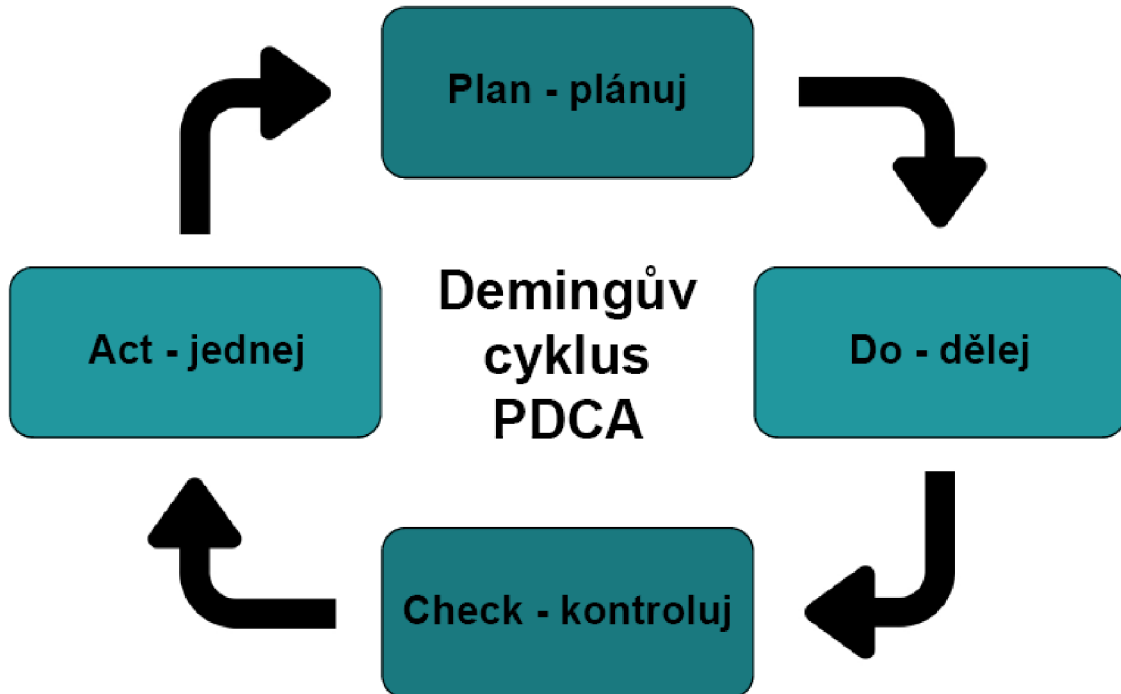 Plan - plánuj
Act - jednej
Demingův
cyklus
PDCA
Do - dělej
Check - kontroluj